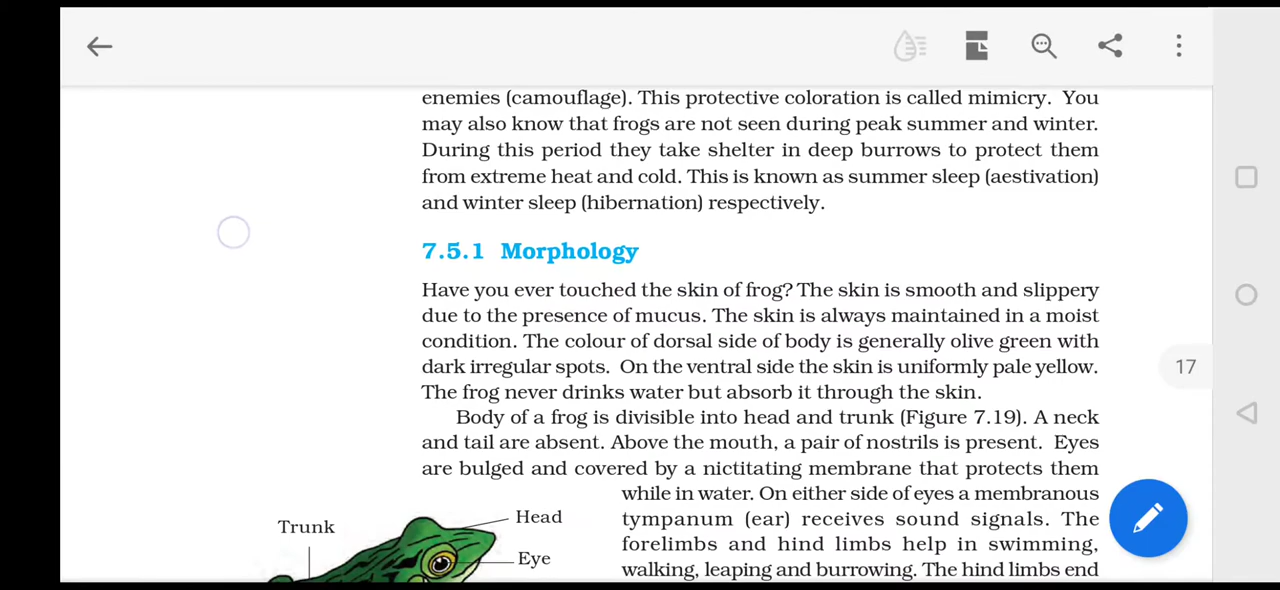 enemies (camouflage). This protective coloration is called mimicry. You
may also know that frogs are not seen during peak summer and winter.
During this period they take shelter in deep burrows to protect them
from extreme heat and cold. This is known as summer sleep (aestivation)
and winter sleep (hibernation) respectively.
7.5.1 Morphology
Have you ever touched the skin of frog? The skin is smooth and slippery
due to the presence of mucus. The skin is always maintained in a moist
condition. The colour of dorsal side of body is generally olive green with
dark irregular spots. On the ventral side the skin is uniformly pale yellow.
The frog never drinks water but absorb it through the skin.
Body of a frog is divisible into head and trunk (Figure 7.19). A neck
and tail are absent. Above the mouth, a pair of nostrils is present. Eyes
are bulged and covered by a nictitating membrane that protects them
while in water. On either side of eyes a membranous
tympanum (ear) receives sound signals. The
forelimbs and hind limbs help in swimming,
walking, leaping and burrowing. The hind limbs end
Trunk
Head
Eye
17